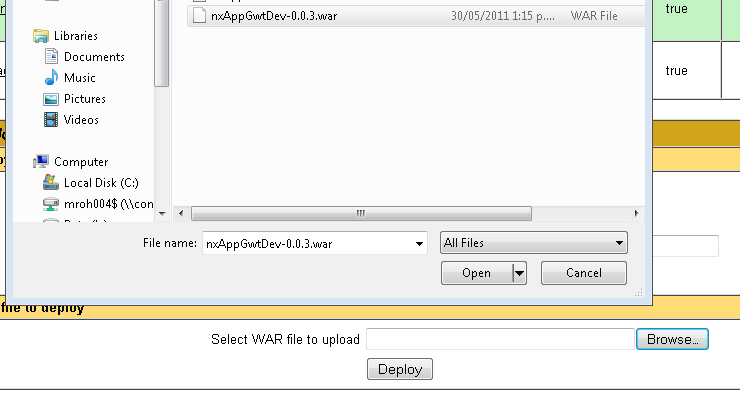 nxAppGwtDev-0.0.3.war 30/05/2011 1:15 p.... WAR File
true
Libraries
Documents
Music
true
Pictures
Videos
Computer
Local Disk (C:)
mroh004$ (\\con
File name: nxAppGwtDev-0.0.3.war All Files
Open Cancel
file to deploy
Select WAR file to upload Browse...
Deploy